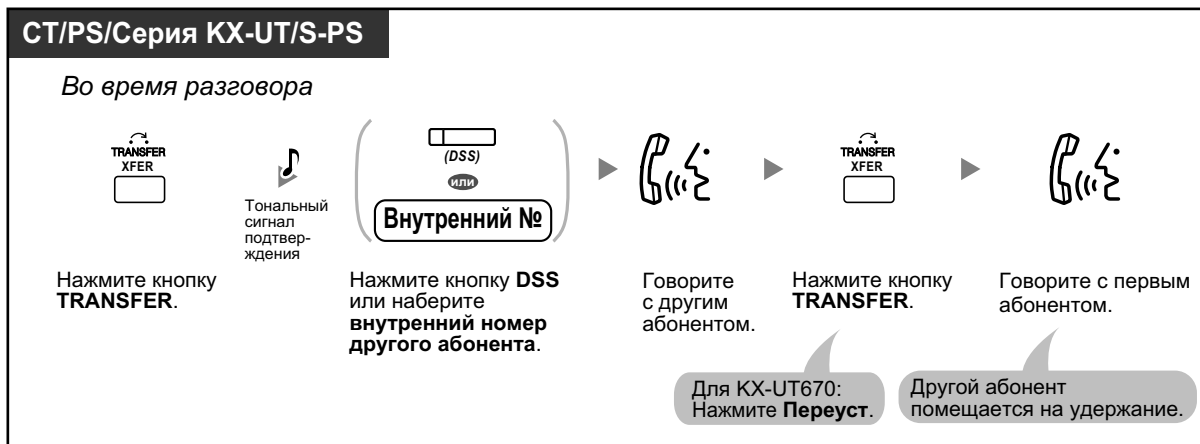 СТ/PS/Серия KX-UT/S-PS
Во время разговора
TRANSFER
XFER
Тональный
сигнал
подтвер-
ждения
(DSS)
или
Внутренний №
TRANSFER
XFER
Нажмите кнопку
TRANSFER.
Нажмите кнопку DSS
или наберите
внутренний номер
другого абонента.
Говорите
с другим
абонентом.
Нажмите кнопку
TRANSFER.
Говорите с первым
абонентом.
Для KX-UT670:
Нажмите Переуст.
Другой абонент
помещается на удержание.